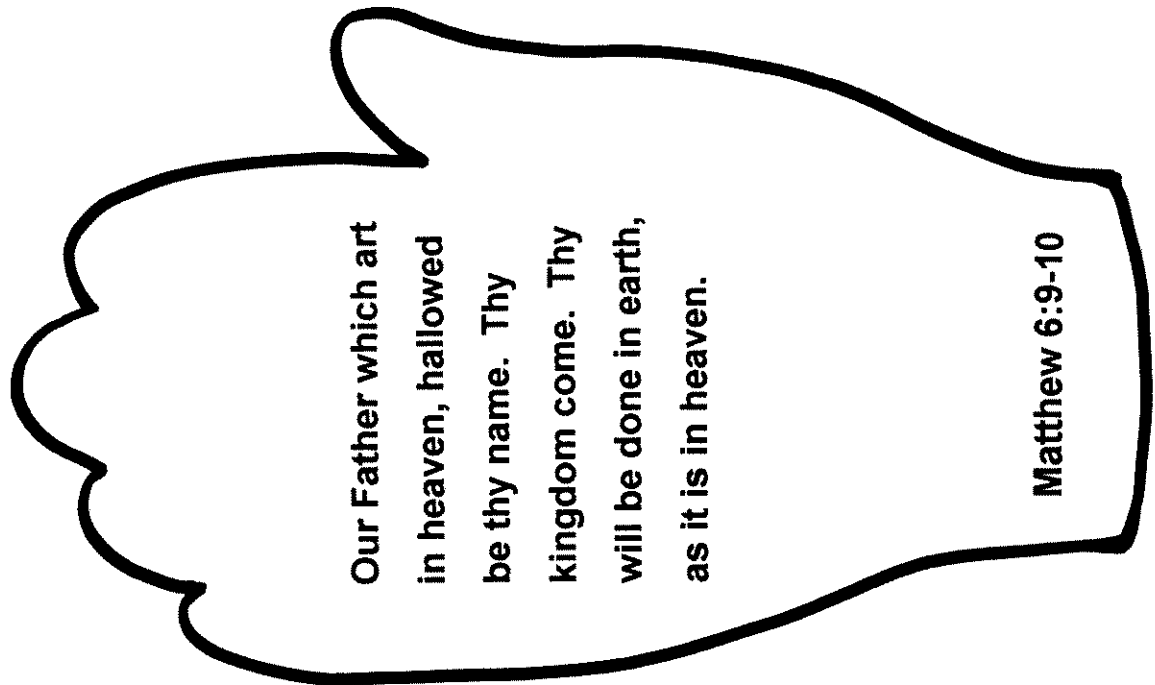 Our Father which art
in heaven, hallowed
be thy name.  Thy
kingdom come.  Thy
will be done in earth,
as it is in heaven.
Matthew 6:9-10